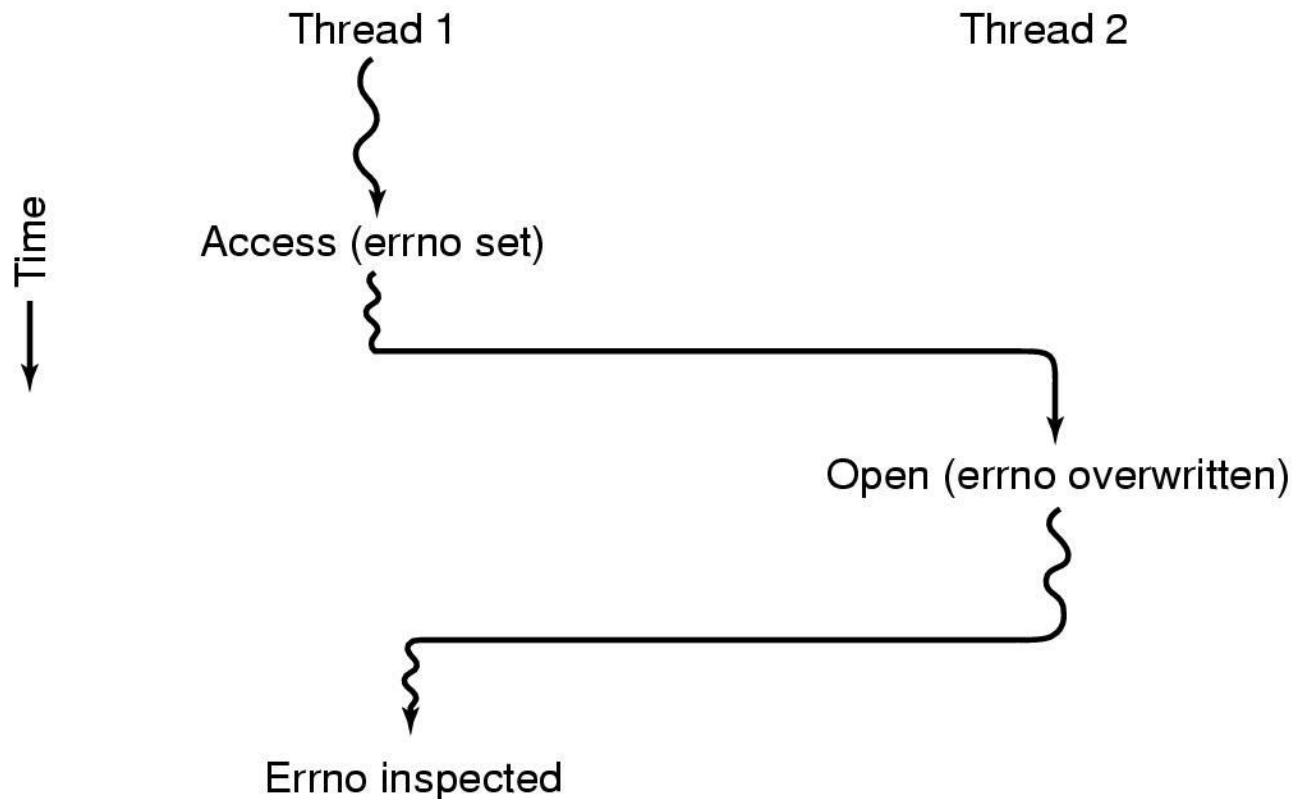 Thread 1
Thread 2
Time
Access (errno set)
Open (errno overwritten)
Errno inspected